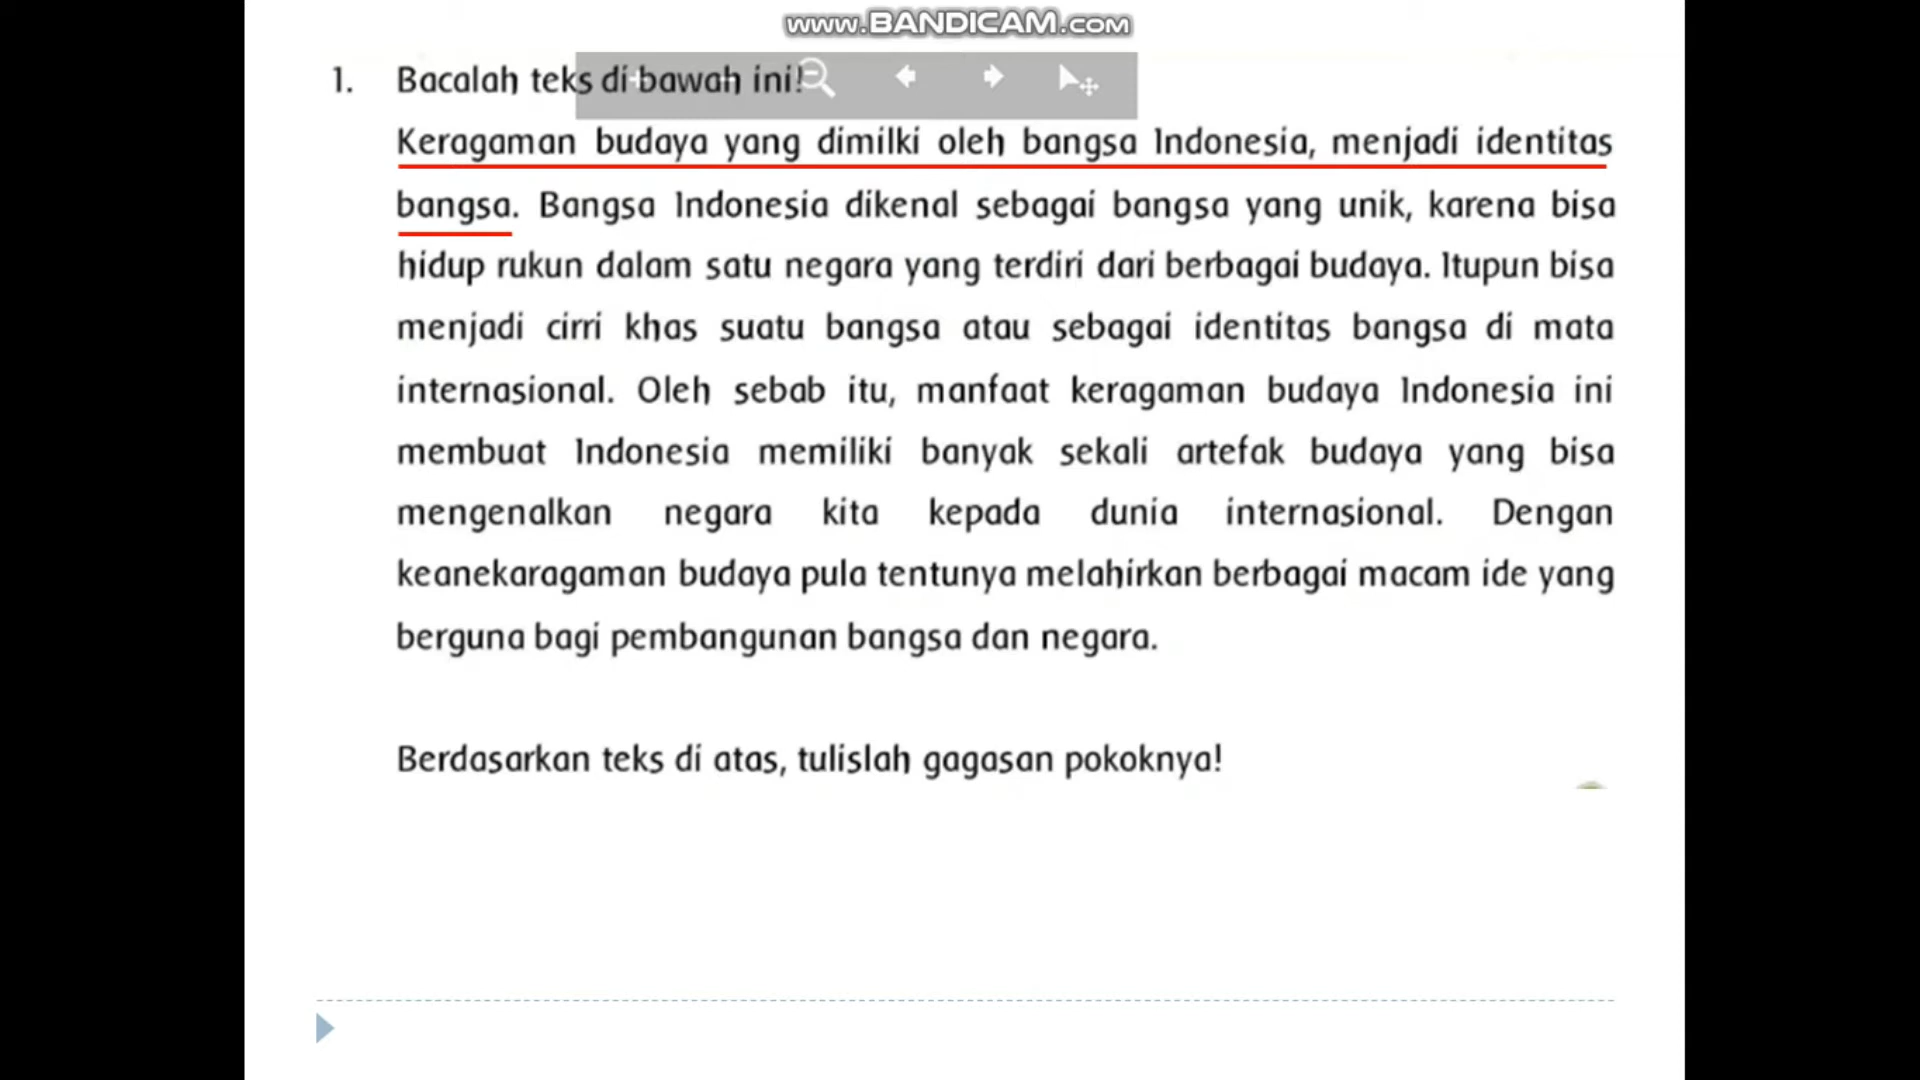 www.BANDICAM.com
1. Bacalah teks di bawah ini!
Keragaman budaya yang dimilki oleh bangsa Indonesia, menjadi identitas
bangsa. Bangsa Indonesia dikenal sebagai bangsa yang unik, karena bisa
hidup rukun dalam satu negara yang terdiri dari berbagai budaya. Itupun bisa
menjadi cirri khas suatu bangsa atau sebagai identitas bangsa di mata
internasional. Oleh sebab itu, manfaat keragaman budaya Indonesia ini
membuat Indonesia memiliki banyak sekali artefak budaya yang bisa
mengenalkan negara kita kepada dunia internasional. Dengan
keanekaragaman budaya pula tentunya melahirkan berbagai macam ide yang
berguna bagi pembangunan bangsa dan negara.
Berdasarkan teks di atas, tulislah gagasan pokoknya!